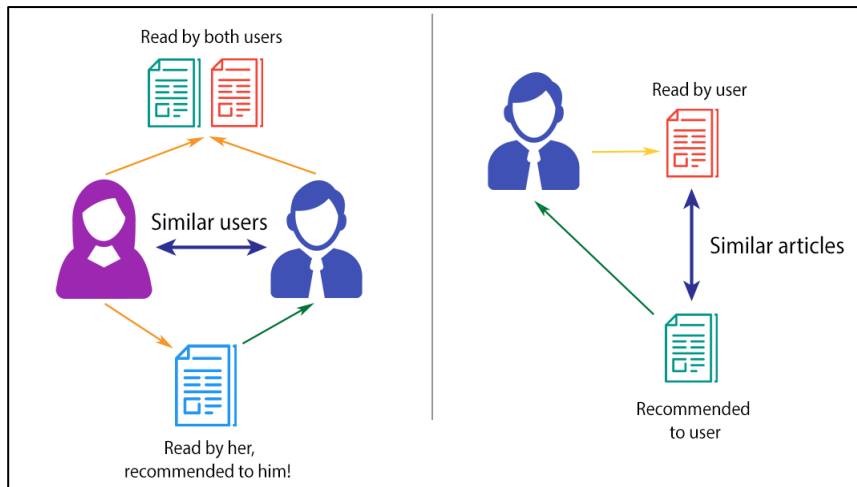 Read by both users
Similar users
Read by her,
recommended to him!
Read by user
Similar articles
Recommended
to user